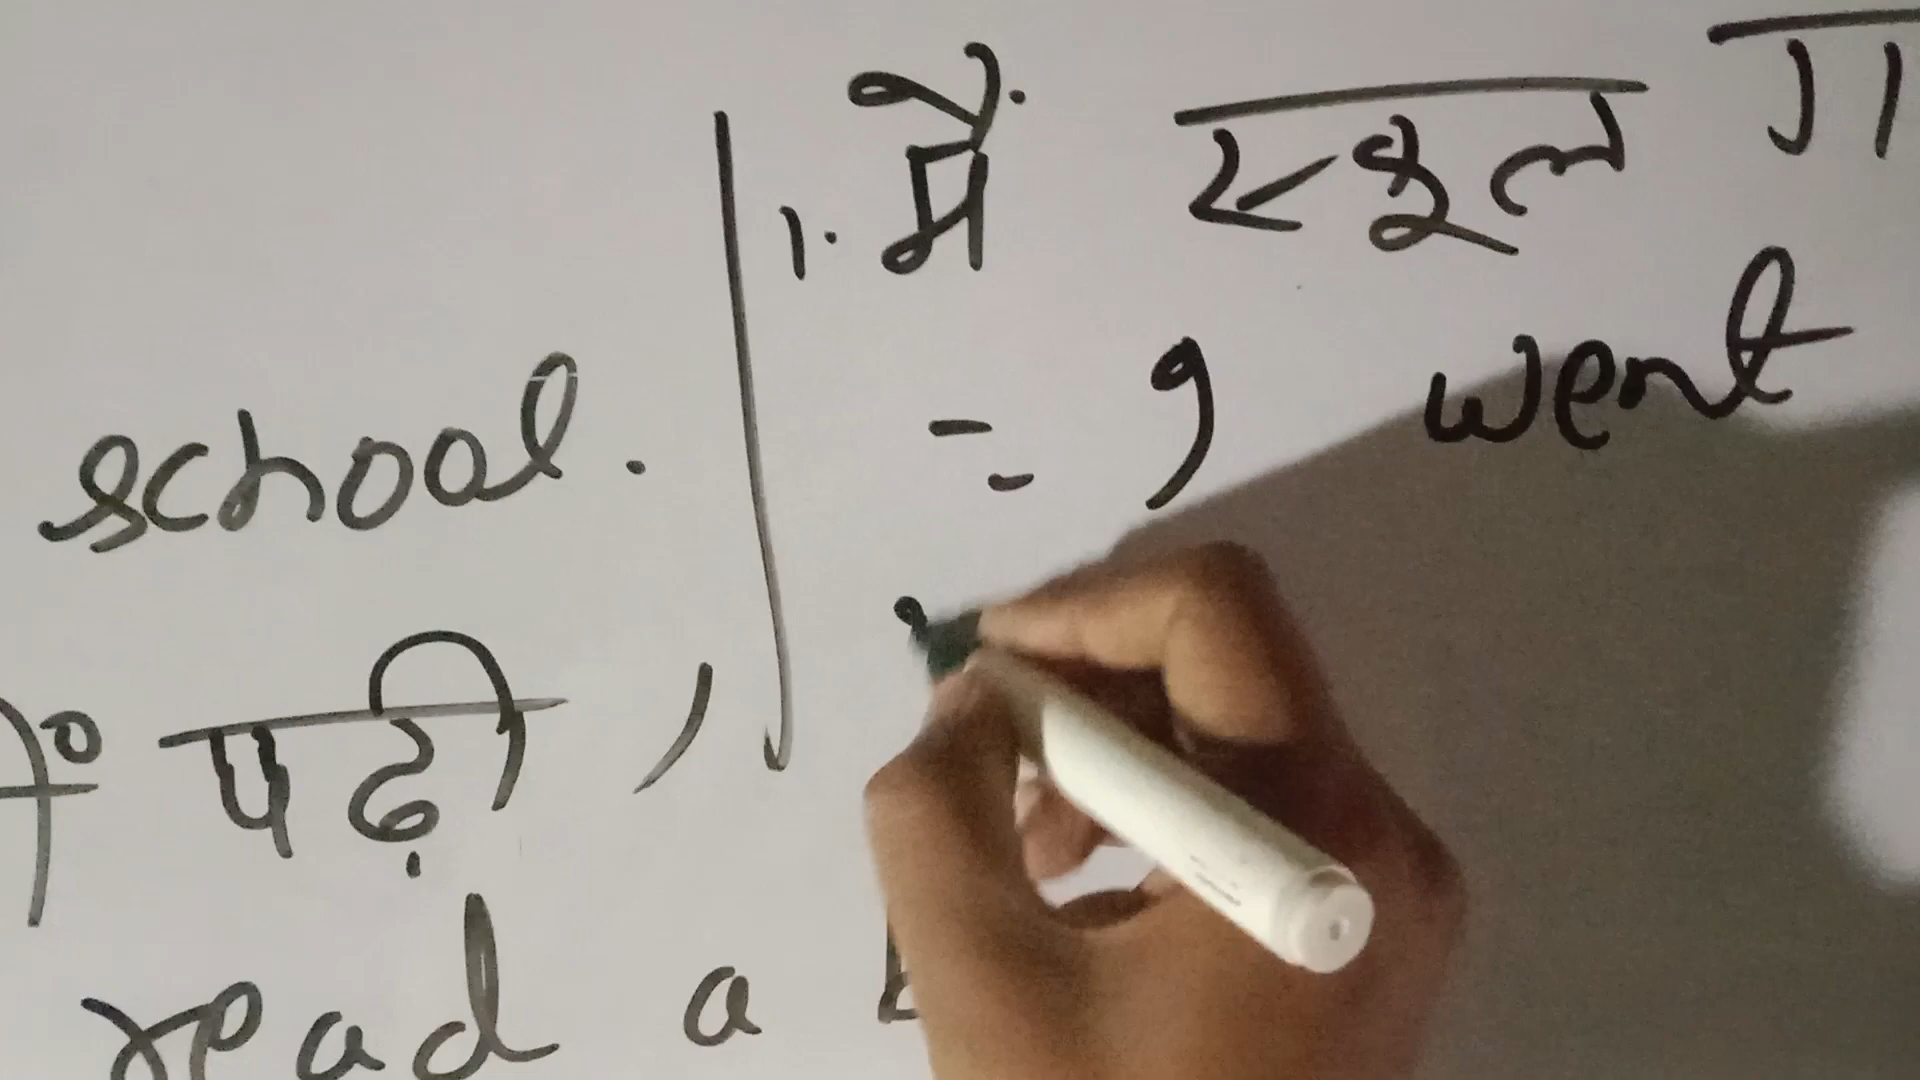 1. मैं स्कूल
= I went
school.
पढ़ी,
read a